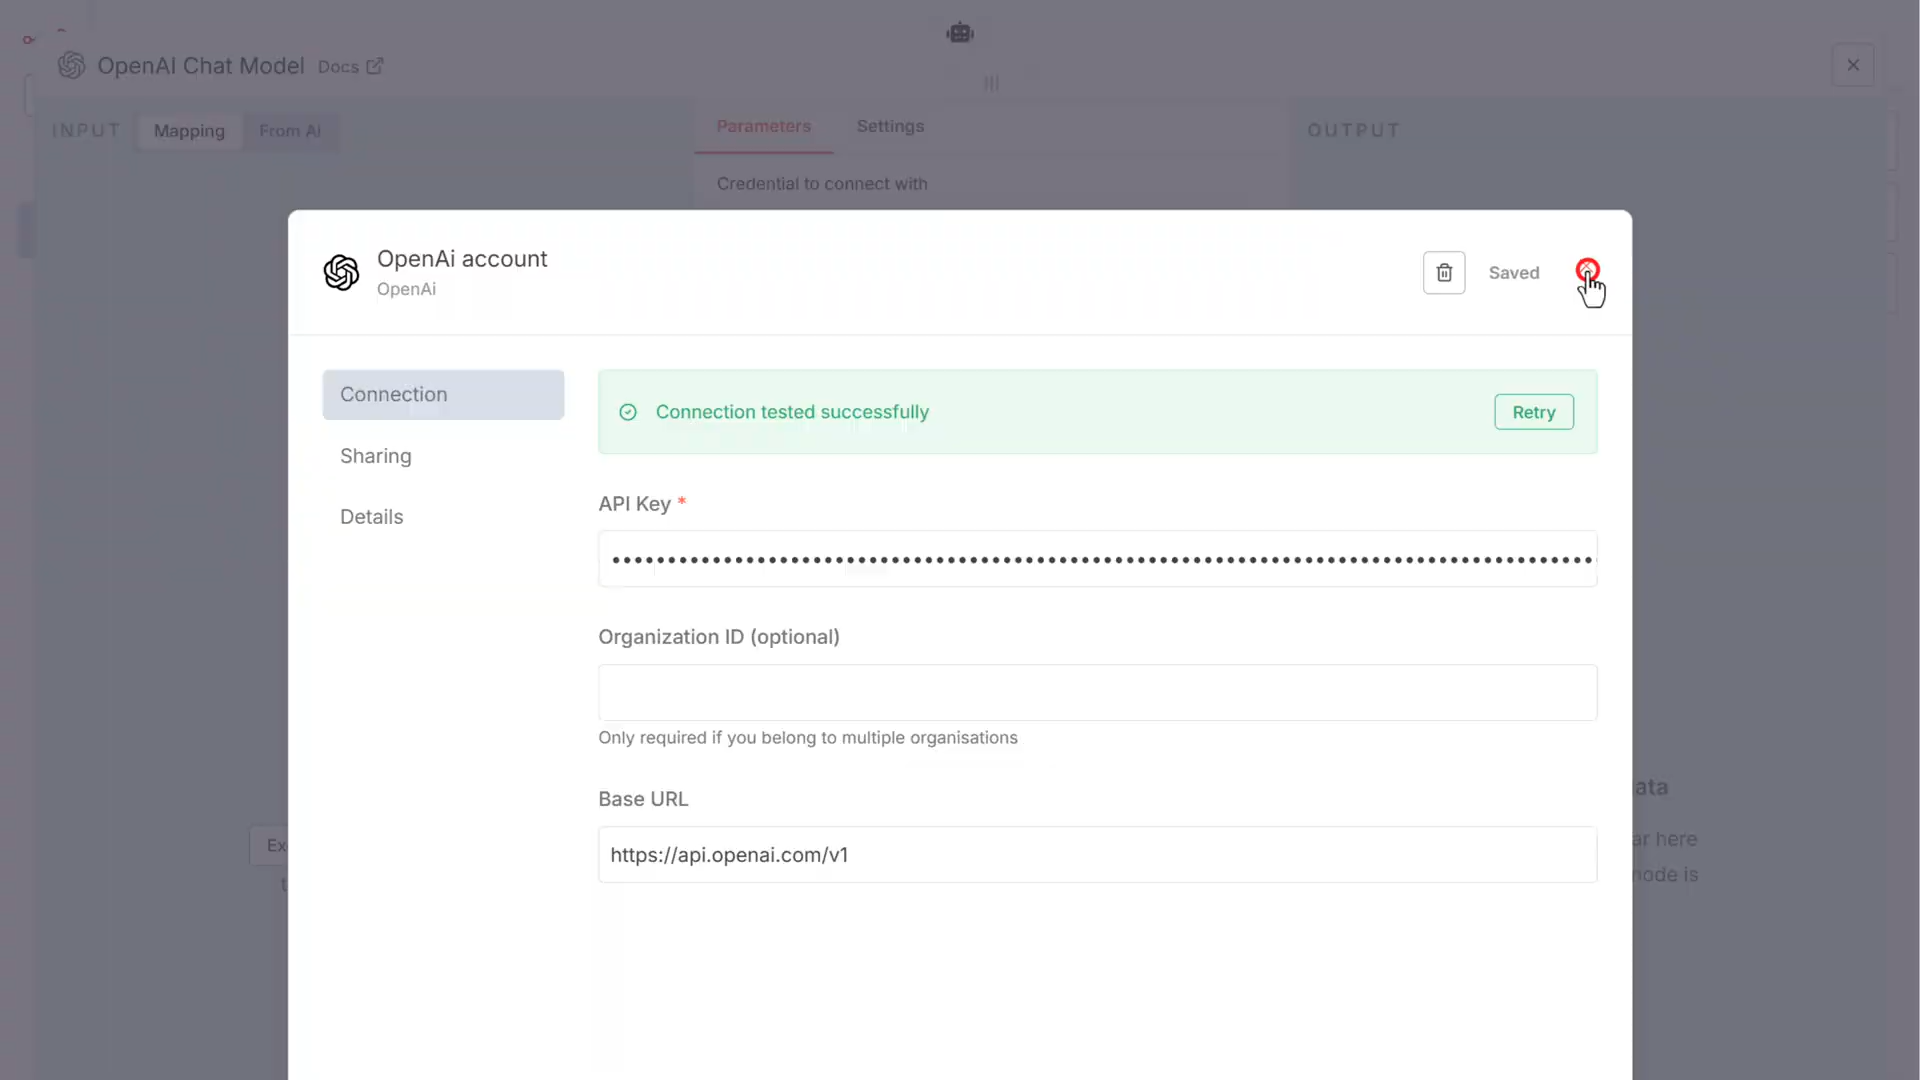 OpenAI Chat Model Docs
INPUT Mapping From AI
Parameters Settings
OUTPUT
Credential to connect with
OpenAi account
OpenAi
Saved
Connection
Sharing
Details
Connection tested successfully
Retry
API Key *
••••••••••••••••••••••••••••••••••••••••••••••••••••••••••••••••••••••••••••••••••••••••
Organization ID (optional)
Only required if you belong to multiple organisations
Base URL
https://api.openai.com/v1
Ex
ata
ar here
node is